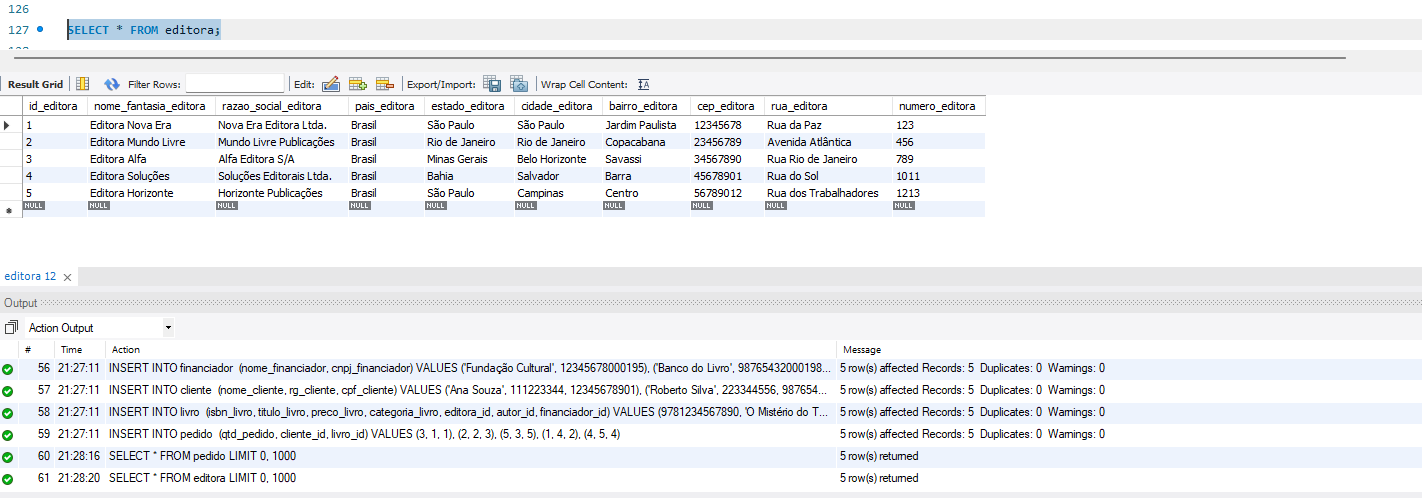 126
127 SELECT * FROM editora;
Result Grid Filter Rows: Edit: Export/Import: Wrap Cell Content:
id_editora nome_fantasia_editora razao_social_editora pais_editora estado_editora cidade_editora bairro_editora cep_editora rua_editora numero_editora
1 Editora Nova Era Nova Era Editora Ltda. Brasil São Paulo São Paulo Jardim Paulista 12345678 Rua da Paz 123
2 Editora Mundo Livre Mundo Livre Publicações Brasil Rio de Janeiro Rio de Janeiro Copacabana 23456789 Avenida Atlântica 456
3 Editora Alfa Alfa Editora S/A Brasil Minas Gerais Belo Horizonte Savassi 34567890 Rua Rio de Janeiro 789
4 Editora Soluções Soluções Editorais Ltda. Brasil Bahia Salvador Barra 45678901 Rua do Sol 1011
5 Editora Horizonte Horizonte Publicações Brasil São Paulo Campinas Centro 56789012 Rua dos Trabalhadores 1213
NULL NULL NULL NULL NULL NULL NULL NULL NULL NULL
editora 12
Output
Action Output
# Time Action Message
56 21:27:11 INSERT INTO financiador (nome_financiador, cnpj_financiador) VALUES ('Fundação Cultural', 12345678000195), ('Banco do Livro', 98765432000198... 5 row(s) affected Records: 5 Duplicates: 0 Warnings: 0
57 21:27:11 INSERT INTO cliente (nome_cliente, rg_cliente, cpf_cliente) VALUES ('Ana Souza', 111223344, 12345678901), ('Roberto Silva', 223344556, 987654... 5 row(s) affected Records: 5 Duplicates: 0 Warnings: 0
58 21:27:11 INSERT INTO livro (isbn_livro, titulo_livro, preco_livro, categoria_livro, editora_id, autor_id, financiador_id) VALUES (9781234567890, 'O Mistério do T... 5 row(s) affected Records: 5 Duplicates: 0 Warnings: 0
59 21:27:11 INSERT INTO pedido (qtd_pedido, cliente_id, livro_id) VALUES (3, 1, 1), (2, 2, 3), (5, 3, 5), (1, 4, 2), (4, 5, 4) 5 row(s) affected Records: 5 Duplicates: 0 Warnings: 0
60 21:28:16 SELECT * FROM pedido LIMIT 0, 1000 5 row(s) returned
61 21:28:20 SELECT * FROM editora LIMIT 0, 1000 5 row(s) returned